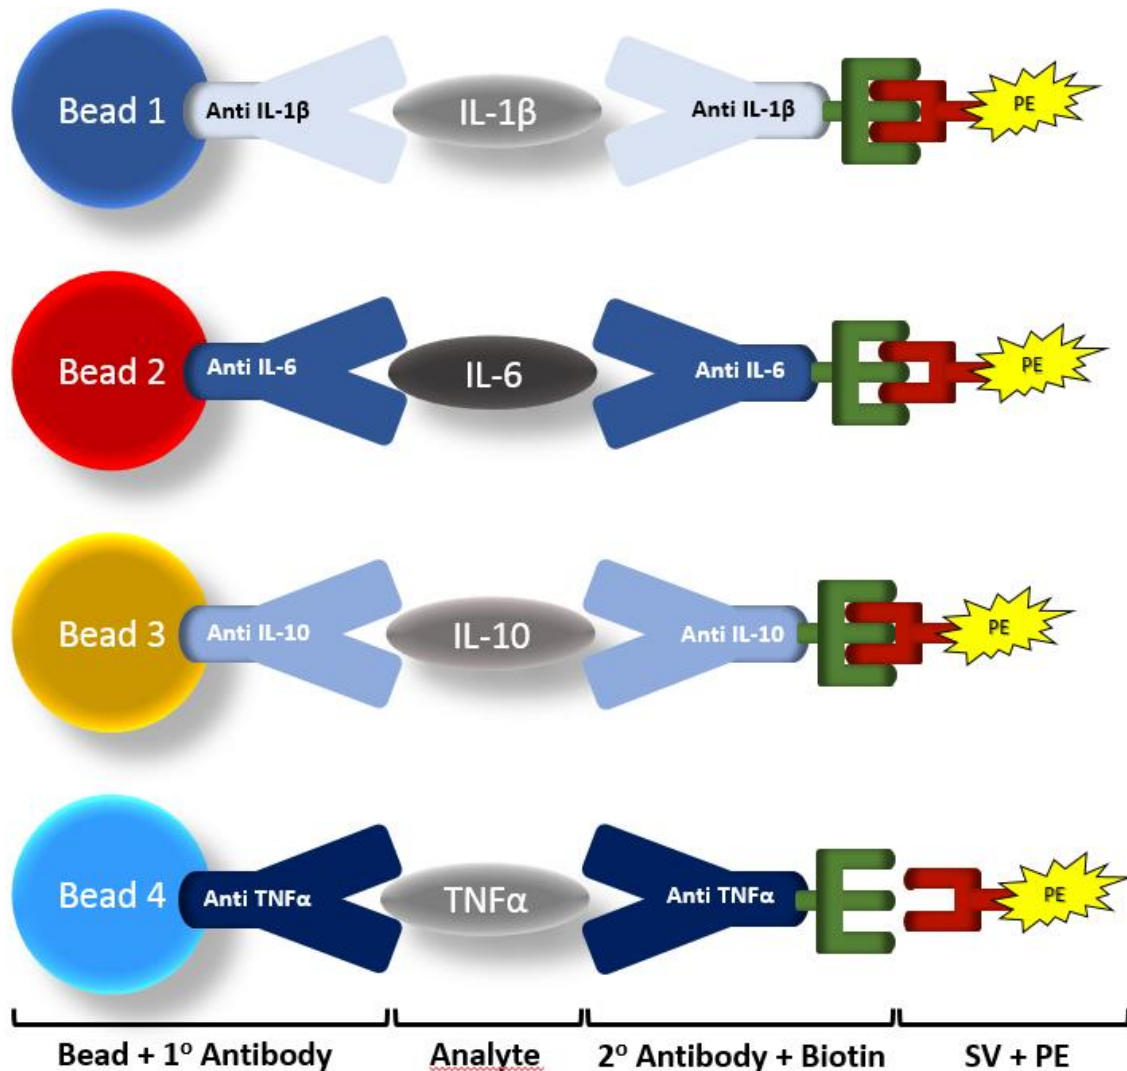 Bead 1 Anti IL-1β IL-1β Anti IL-1β PE
Bead 2 Anti IL-6 IL-6 Anti IL-6 PE
Bead 3 Anti IL-10 IL-10 Anti IL-10 PE
Bead 4 Anti TNFα TNFα Anti TNFα PE
Bead + 1º Antibody Analyte 2º Antibody + Biotin SV + PE